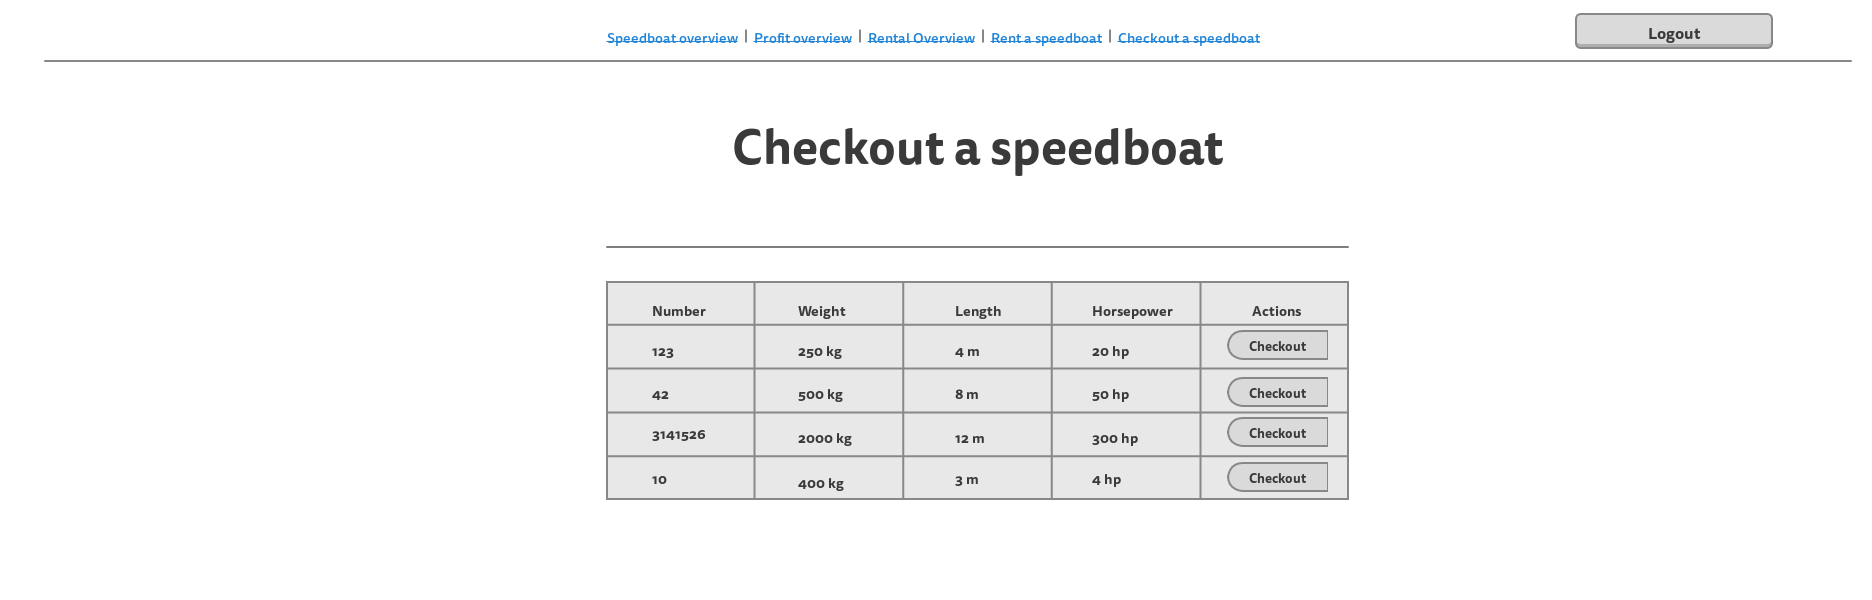 Speedboat overview | Profit overview | Rental Overview | Rent a speedboat | Checkout a speedboat Logout
Checkout a speedboat
Number Weight Length Horsepower Actions
123 250 kg 4 m 20 hp Checkout
42 500 kg 8 m 50 hp Checkout
3141526 2000 kg 12 m 300 hp Checkout
10 400 kg 3 m 4 hp Checkout